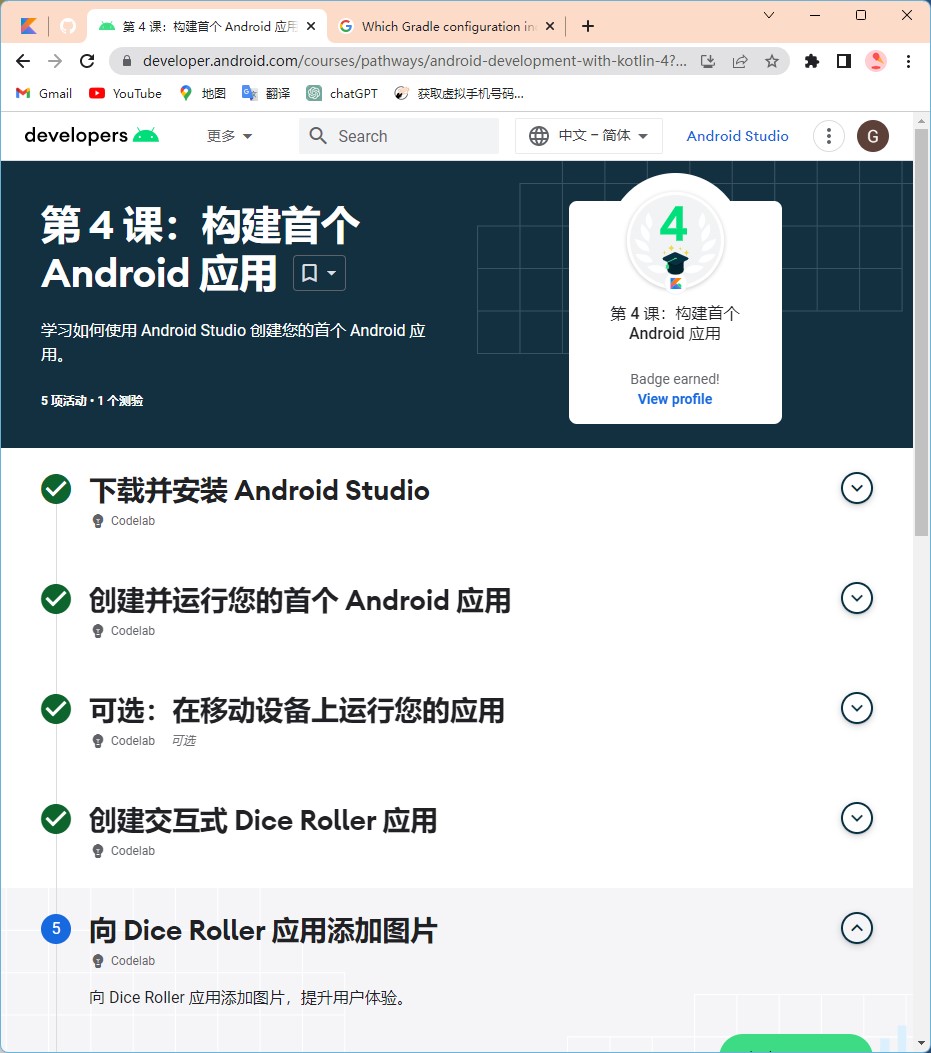 第 4 课：构建首个 Android 应用
Which Gradle configuration in
developer.android.com/courses/pathways/android-development-with-kotlin-4?...
Gmail
YouTube
地图
翻译
chatGPT
获取虚拟手机号码...
developers
更多
Search
中文 – 简体
Android Studio
G
第 4 课：构建首个
Android 应用
学习如何使用 Android Studio 创建您的首个 Android 应
用。
5 项活动 • 1 个测验
4
第 4 课：构建首个
Android 应用
Badge earned!
View profile
下载并安装 Android Studio
Codelab
创建并运行您的首个 Android 应用
Codelab
可选：在移动设备上运行您的应用
Codelab 可选
创建交互式 Dice Roller 应用
Codelab
5
向 Dice Roller 应用添加图片
Codelab
向 Dice Roller 应用添加图片，提升用户体验。